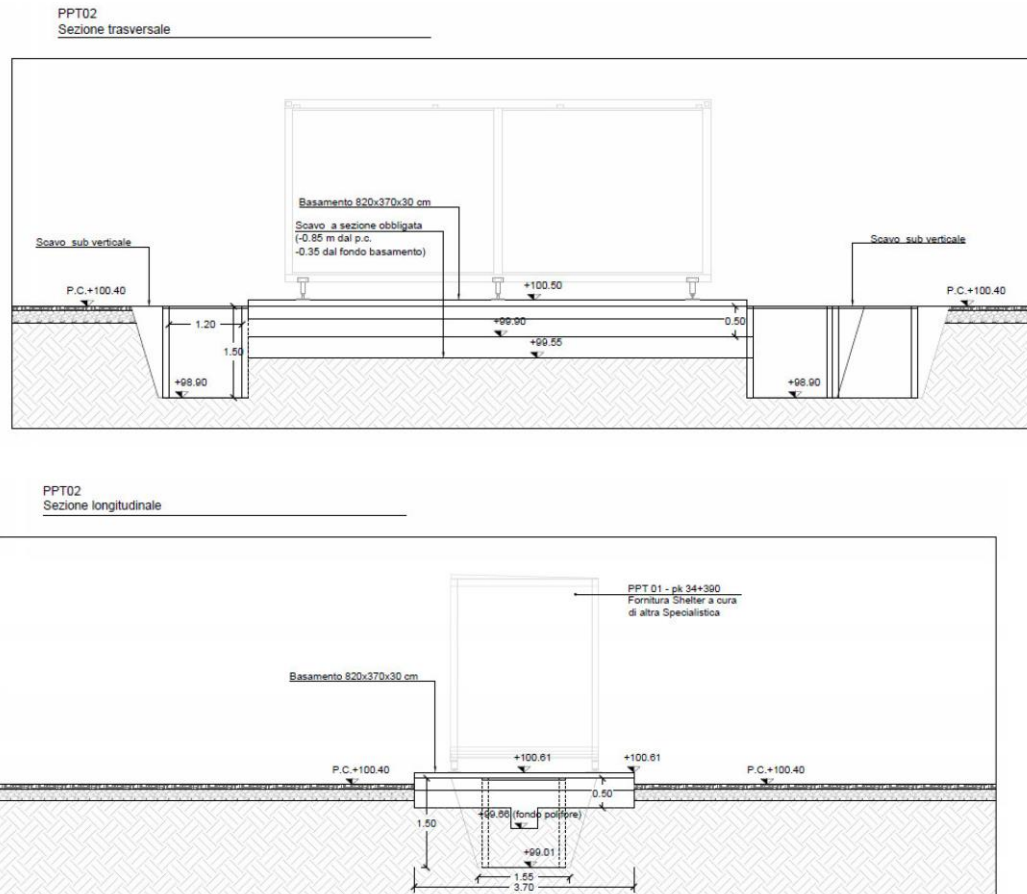 PPT02
Sezione trasversale
Basamento 820x370x30 cm
Scavo a sezione obbligata
(-0.85 m dal p.c.
-0.35 dal fondo basamento)
Scavo sub verticale
Scavo sub verticale
P.C.+100.40
+100.50
P.C.+100.40
1.20
+99.90
0.50
1.50
+99.55
+98.90
+98.90
PPT02
Sezione longitudinale
PPT 01 - pk 34+390
Fornitura Shelter a cura
di altra Specialistica
Basamento 820x370x30 cm
P.C.+100.40
+100.61
+100.61
P.C.+100.40
0.50
+99.66 (fondo polifore)
1.50
+99.01
1.55
3.70